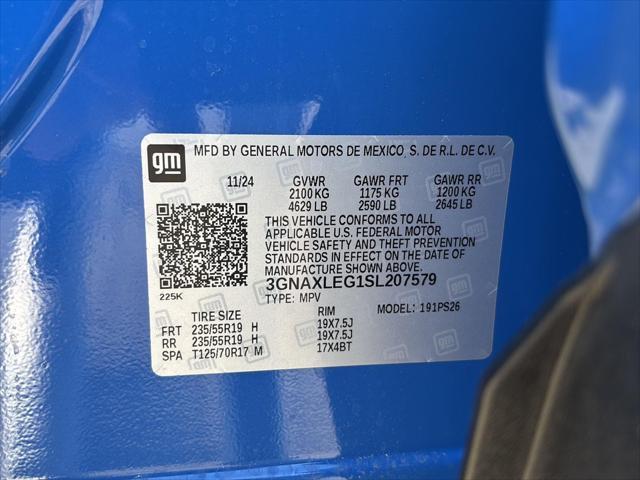 gm MFD BY GENERAL MOTORS DE MEXICO, S. DE R.L. DE C.V.
11/24 GVWR GAWR FRT GAWR RR
2100 KG 1175 KG 1200 KG
4629 LB 2590 LB 2645 LB
THIS VEHICLE CONFORMS TO ALL
APPLICABLE U.S. FEDERAL MOTOR
VEHICLE SAFETY AND THEFT PREVENTION
STANDARDS IN EFFECT ON THE DATE OF
MANUFACTURE SHOWN ABOVE.
3GNAXLEG1SL207579
225K TYPE: MPV MODEL: 191PS26
TIRE SIZE RIM
FRT 235/55R19 H 19X7.5J
RR 235/55R19 H 19X7.5J
SPA T125/70R17 M 17X4BT